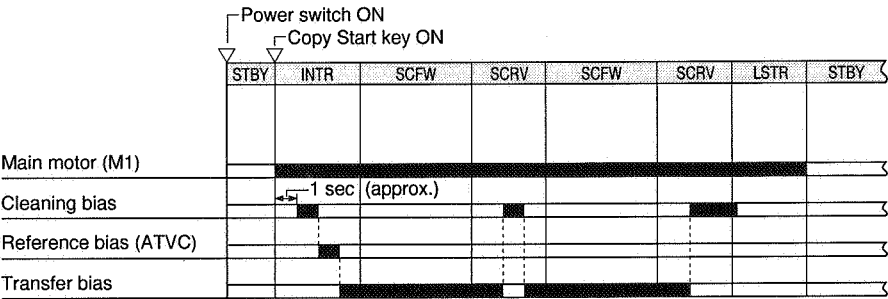 Power switch ON
Copy Start key ON
STBY INTR SCFW SCRV SCFW SCRV LSTR STBY
Main motor (M1)
1 sec (approx.)
Cleaning bias
Reference bias (ATVC)
Transfer bias